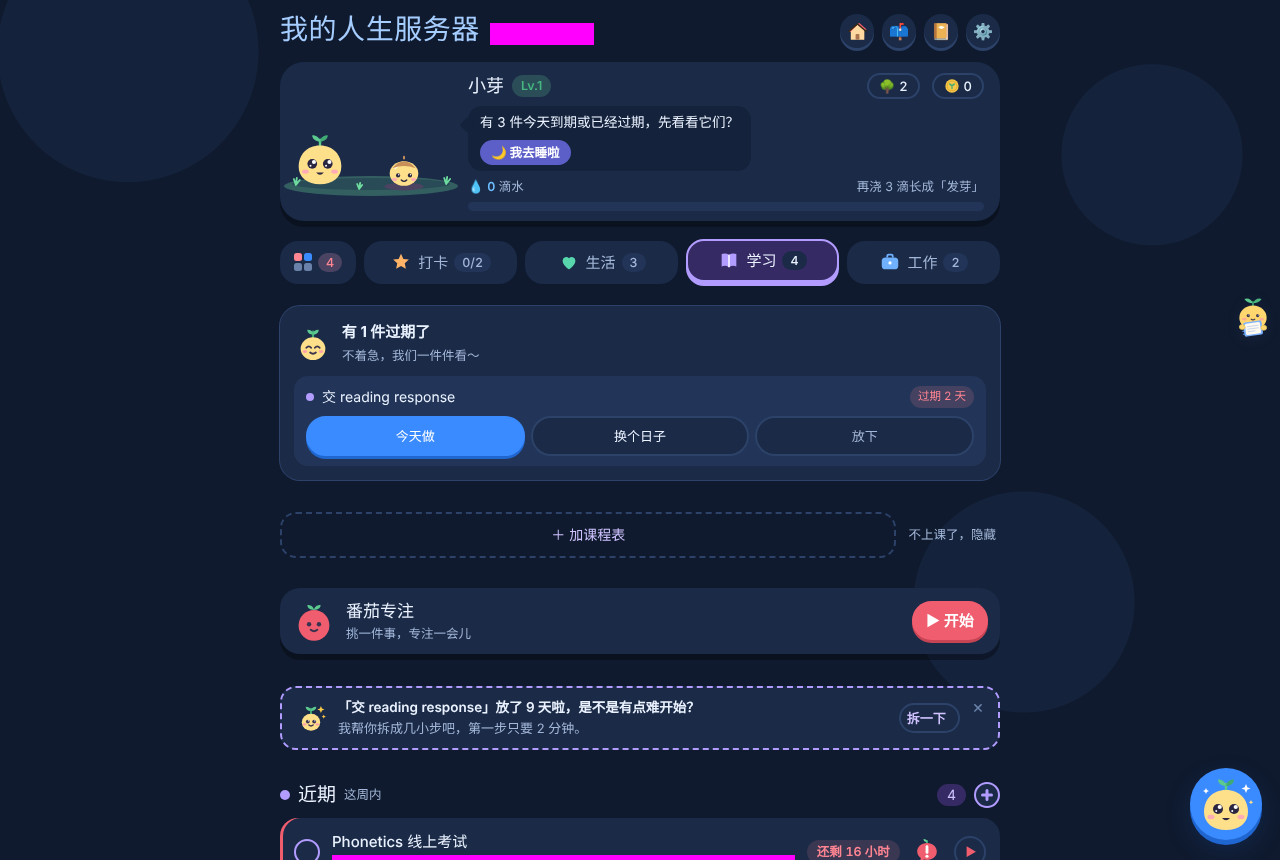 我的人生服务器
小芽 Lv.1 2 0
有 3 件今天到期或已经过期，先看看它们？
🌙 我去睡啦
💧 0 滴水 再浇 3 滴长成「发芽」
4 打卡 0/2 生活 3 学习 4 工作 2
有 1 件过期了
不着急，我们一件件看～
交 reading response 过期 2 天
今天做 换个日子 放下
＋ 加课程表 不上课了，隐藏
番茄专注
挑一件事，专注一会儿
▶ 开始
「交 reading response」放了 9 天啦，是不是有点难开始？
我帮你拆成几小步吧，第一步只要 2 分钟。
拆一下 ✕
近期 这周内 4
Phonetics 线上考试
还剩 16 小时